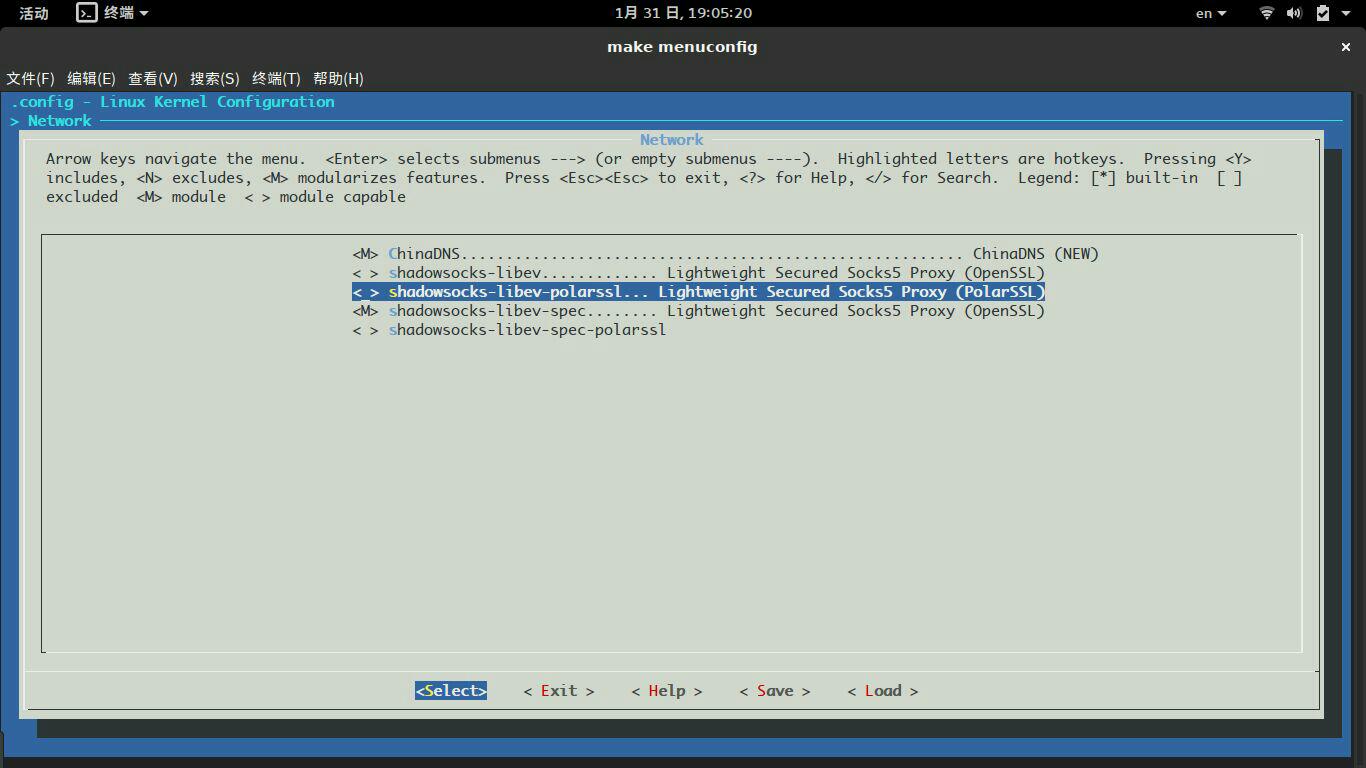 活动 终端 1月 31 日, 19:05:20 en
make menuconfig ×
文件(F) 编辑(E) 查看(V) 搜索(S) 终端(T) 帮助(H)
.config - Linux Kernel Configuration
> Network
Network
Arrow keys navigate the menu.  <Enter> selects submenus ---> (or empty submenus ----).  Highlighted letters are hotkeys.  Pressing <Y>
includes, <N> excludes, <M> modularizes features.  Press <Esc><Esc> to exit, <?> for Help, </> for Search.  Legend: [*] built-in  [ ]
excluded  <M> module  < > module capable
<M> ChinaDNS........................................................ ChinaDNS (NEW)
< > shadowsocks-libev............. Lightweight Secured Socks5 Proxy (OpenSSL)
< > shadowsocks-libev-polarssl... Lightweight Secured Socks5 Proxy (PolarSSL)
<M> shadowsocks-libev-spec........ Lightweight Secured Socks5 Proxy (OpenSSL)
< > shadowsocks-libev-spec-polarssl
<Select> < Exit > < Help > < Save > < Load >